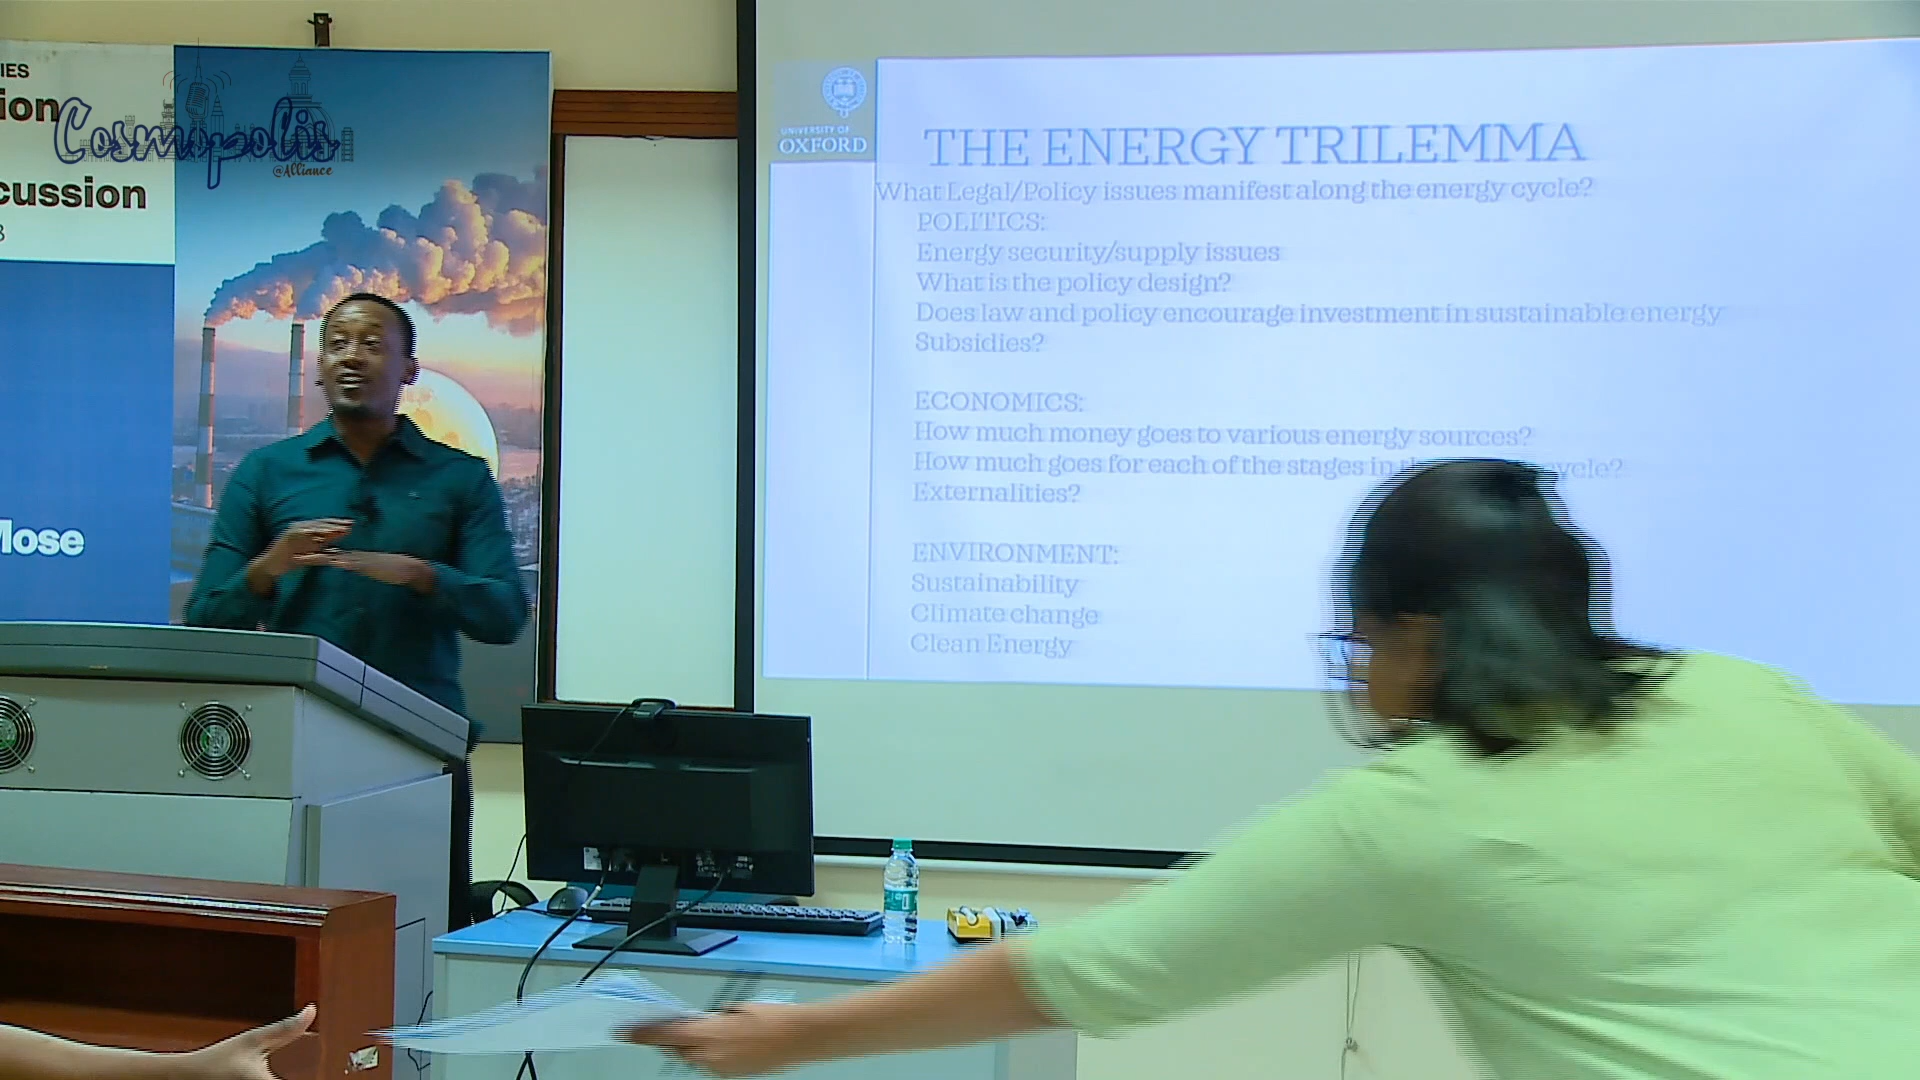 IES
ion
Cosmopolis
@Alliance
cussion
Mose
UNIVERSITY OF
OXFORD
THE ENERGY TRILEMMA
What Legal/Policy issues manifest along the energy cycle?
POLITICS:
Energy security/supply issues
What is the policy design?
Does law and policy encourage investment in sustainable energy
Subsidies?
ECONOMICS:
How much money goes to various energy sources?
How much goes for each of the stages in cycle?
Externalities?
ENVIRONMENT:
Sustainability
Climate change
Clean Energy